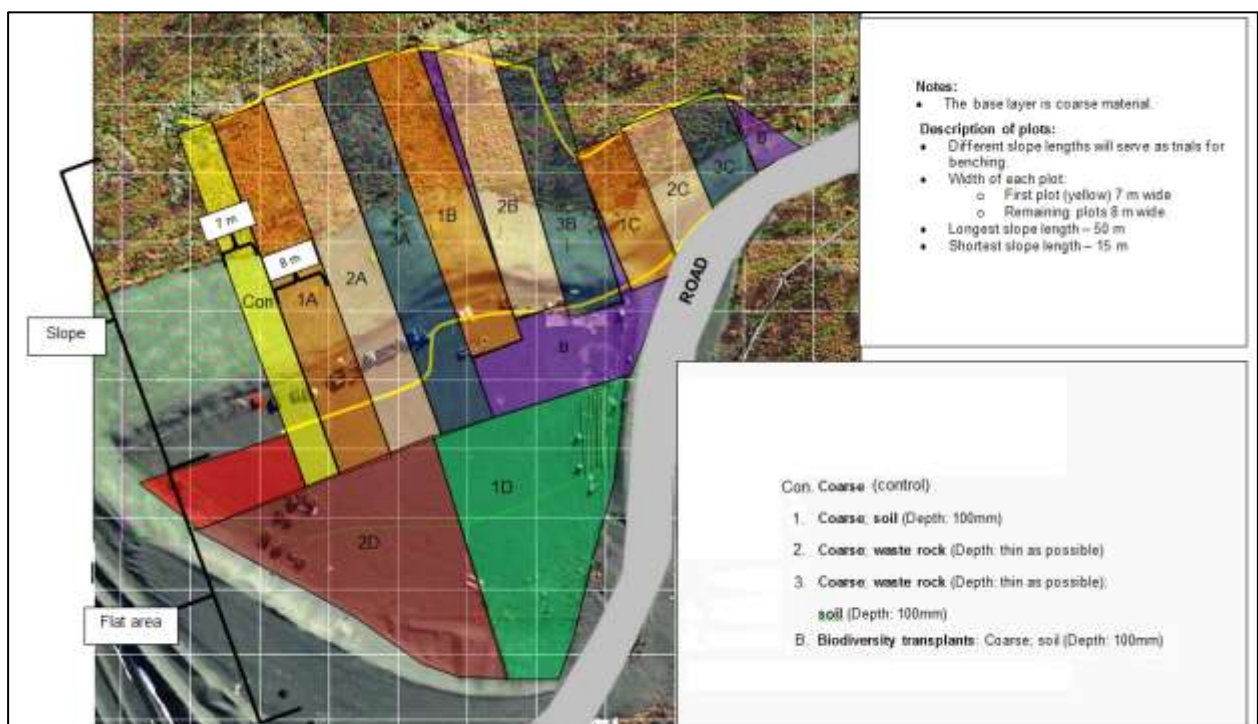 Notes:
• The base layer is coarse material.
Description of plots:
• Different slope lengths will serve as trials for
benching.
• Width of each plot:
o First plot (yellow) 7 m wide
o Remaining plots 8 m wide
• Longest slope length – 50 m
• Shortest slope length – 15 m
B
3C
2C
1C
7 m
2B
3B
1B
3A
8 m
2A
Con
1A
ROAD
Slope
B
1D
2D
Flat area
Con. Coarse (control)
1. Coarse; soil (Depth: 100mm)
2. Coarse; waste rock (Depth: thin as possible)
3. Coarse; waste rock (Depth: thin as possible);
soil (Depth: 100mm)
B. Biodiversity transplants: Coarse; soil (Depth: 100mm)